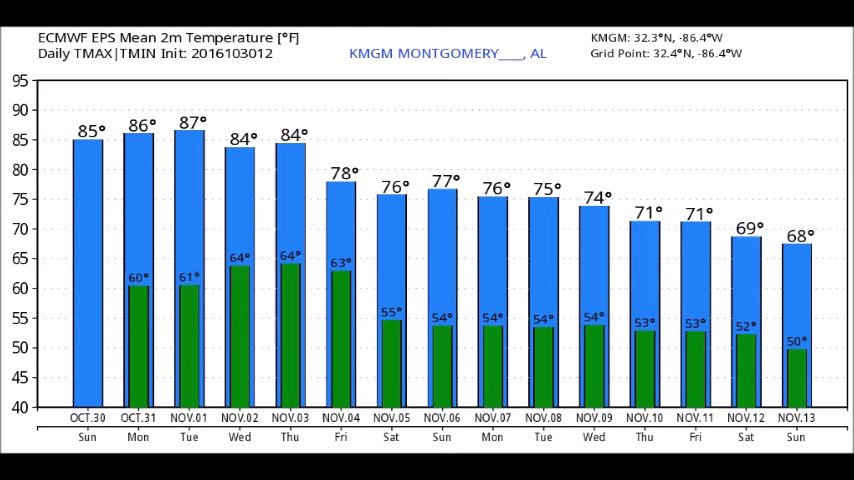 ECMWF EPS Mean 2m Temperature [°F]
Daily TMAX|TMIN Init: 2016103012
KMGM MONTGOMERY____, AL
KMGM: 32.3°N, -86.4°W
Grid Point: 32.4°N, -86.4°W
95
90
85
80
75
70
65
60
55
50
45
40
85° 86° 87° 84° 84° 78° 76° 77° 76° 75° 74° 71° 71° 69° 68°
60° 61° 64° 64° 63° 55° 54° 54° 54° 54° 53° 53° 52° 50°
OCT.30 OCT.31 NOV.01 NOV.02 NOV.03 NOV.04 NOV.05 NOV.06 NOV.07 NOV.08 NOV.09 NOV.10 NOV.11 NOV.12 NOV.13
Sun Mon Tue Wed Thu Fri Sat Sun Mon Tue Wed Thu Fri Sat Sun